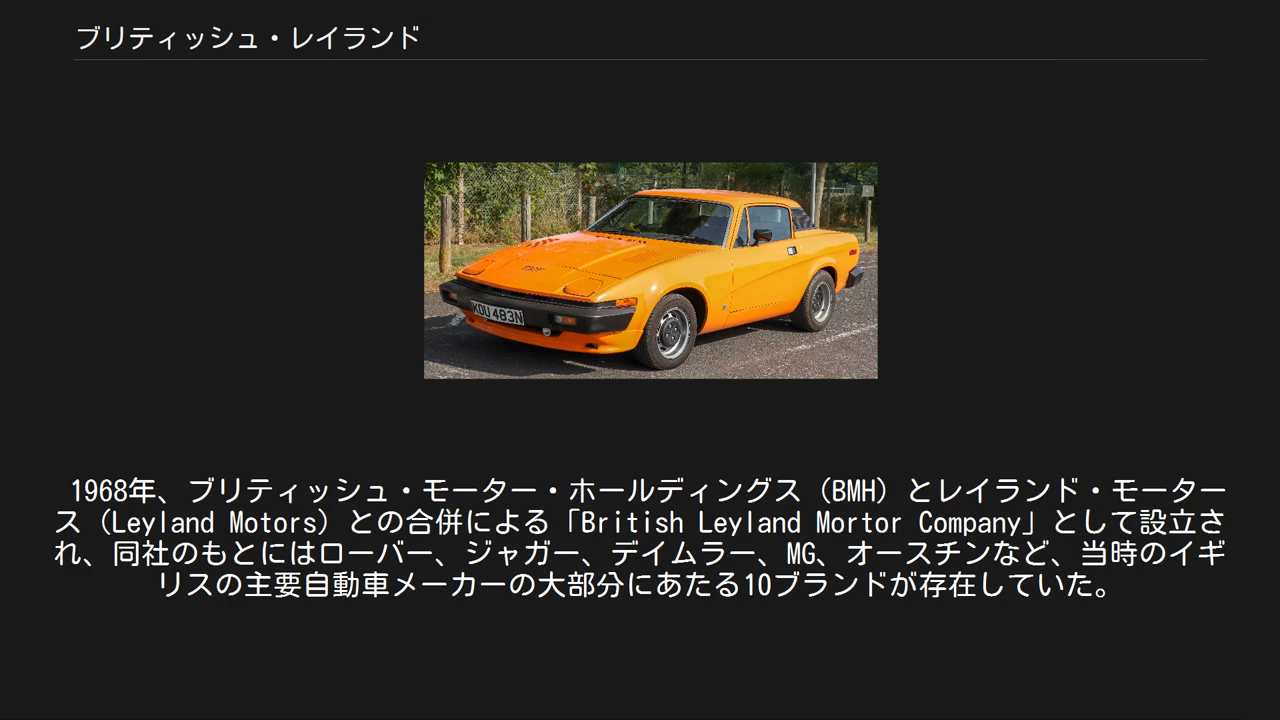 ブリティッシュ・レイランド
KDU 483N
1968年、ブリティッシュ・モーター・ホールディングス（BMH）とレイランド・モーター
ス（Leyland Motors）との合併による「British Leyland Mortor Company」として設立さ
れ、同社のもとにはローバー、ジャガー、デイムラー、MG、オースチンなど、当時のイギ
リスの主要自動車メーカーの大部分にあたる10ブランドが存在していた。